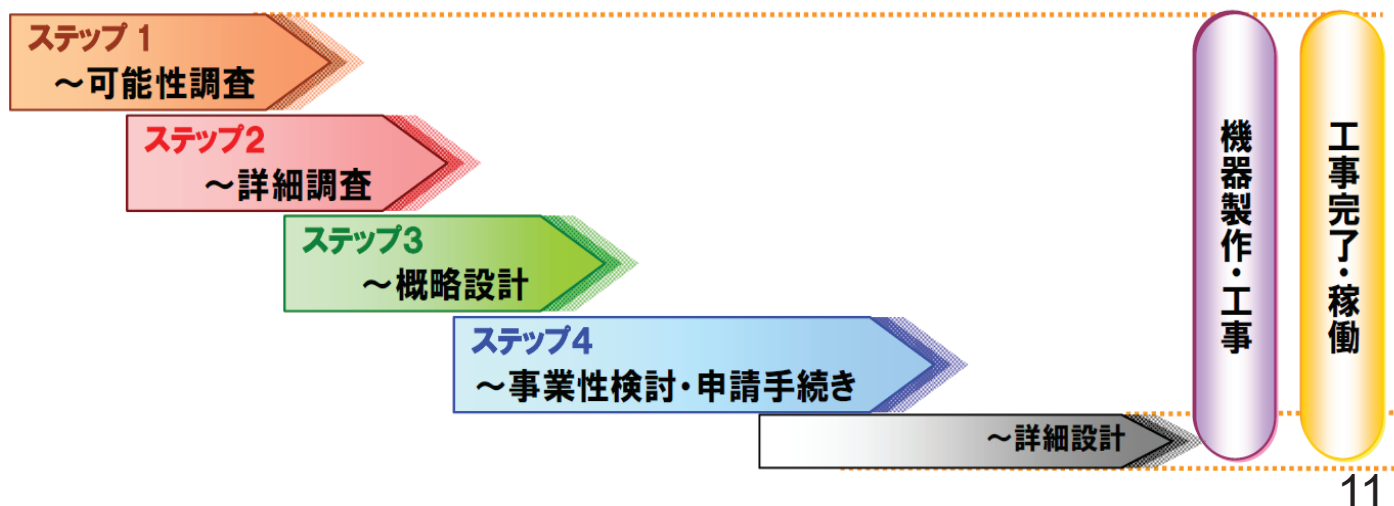 ステップ1
～可能性調査
ステップ2
～詳細調査
ステップ3
～概略設計
ステップ4
～事業性検討・申請手続き
～詳細設計
機器製作・工事
工事完了・稼働
11